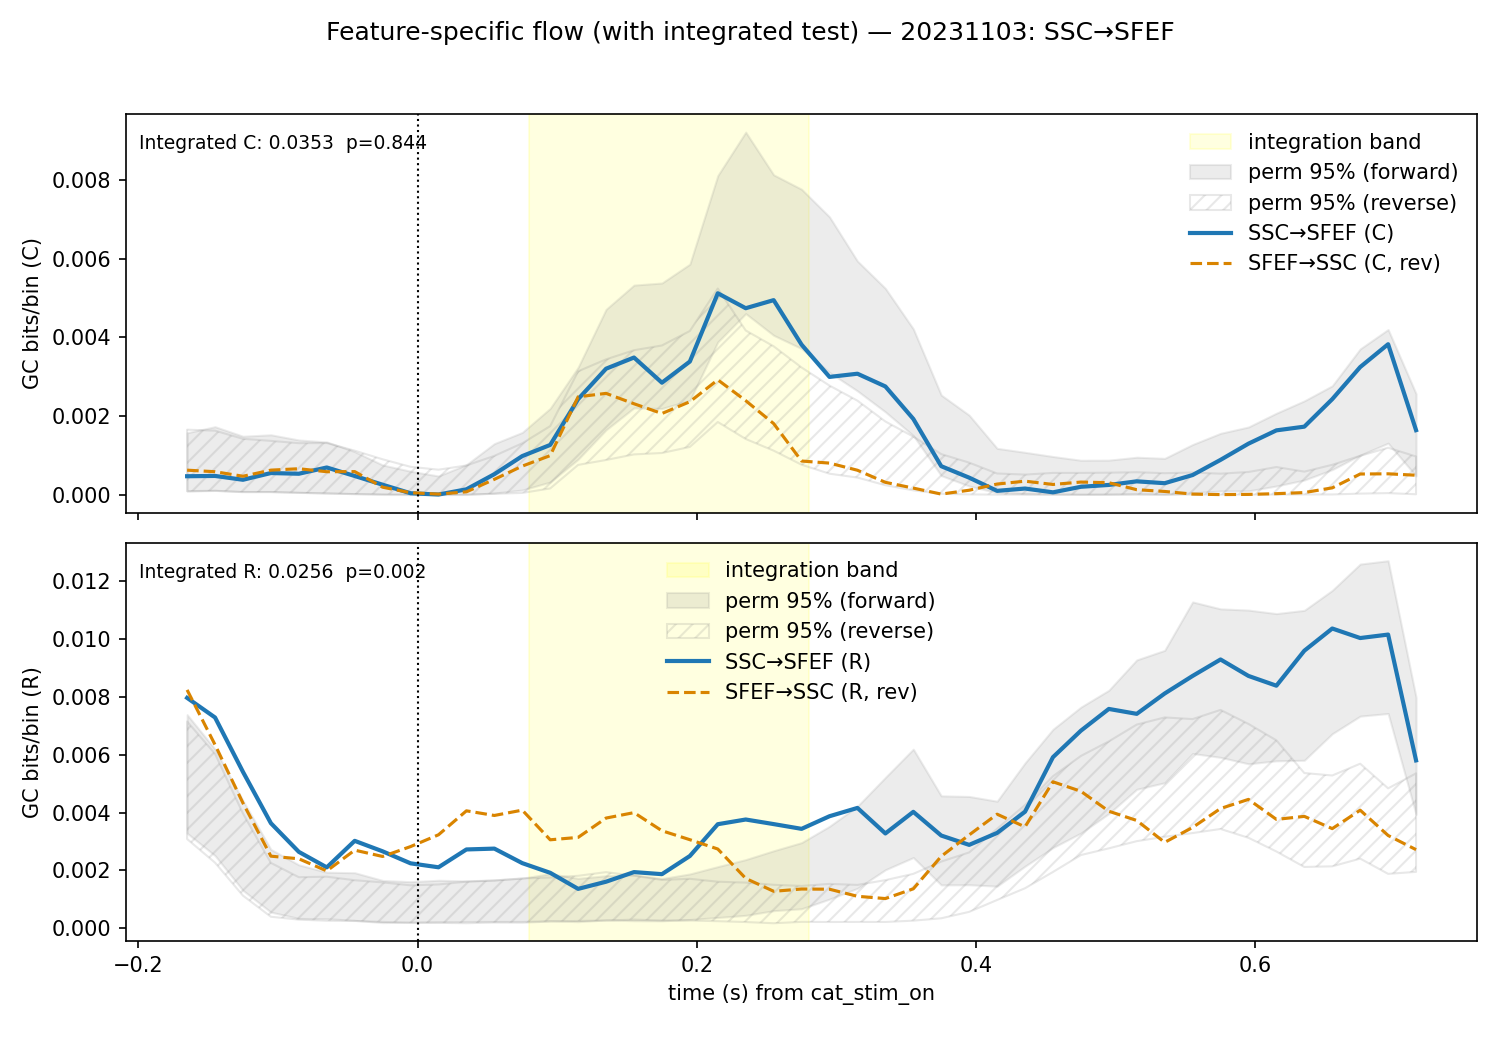 Feature-specific flow (with integrated test) — 20231103: SSC→SFEF
Integrated C: 0.0353  p=0.844
integration band
perm 95% (forward)
perm 95% (reverse)
SSC→SFEF (C)
SFEF→SSC (C, rev)
GC bits/bin (C)
0.008
0.006
0.004
0.002
0.000
Integrated R: 0.0256  p=0.002
integration band
perm 95% (forward)
perm 95% (reverse)
SSC→SFEF (R)
SFEF→SSC (R, rev)
GC bits/bin (R)
0.012
0.010
0.008
0.006
0.004
0.002
0.000
−0.2 0.0 0.2 0.4 0.6
time (s) from cat_stim_on